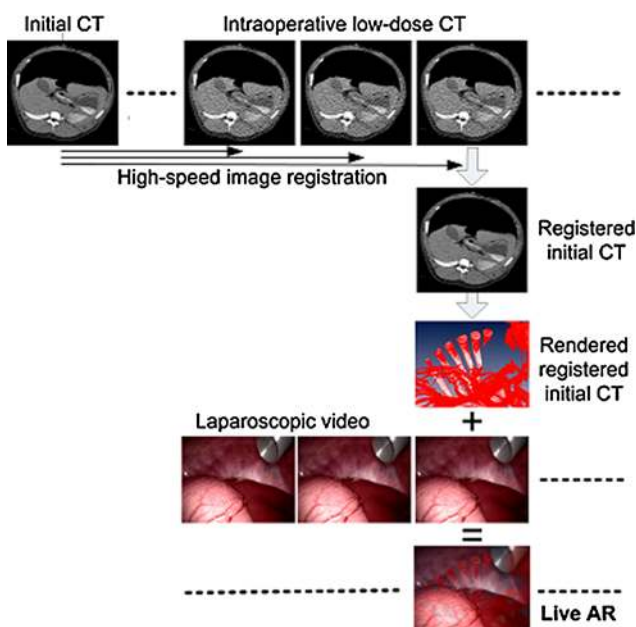 Initial CT
Intraoperative low-dose CT
High-speed image registration
Registered
initial CT
Rendered
registered
initial CT
Laparoscopic video
+
=
Live AR